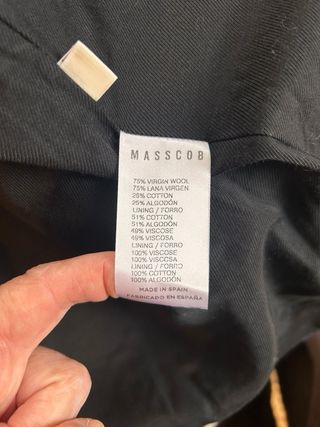 MASSCOB
75% VIRGIN WOOL
75% LANA VIRGEN
25% COTTON
25% ALGODÓN
LINING / FORRO
51% COTTON
51% ALGODÓN
49% VISCOSE
49% VISCOSA
LINING / FORRO
100% VISCOSE
100% VISCOSA
LINING / FORRO
100% COTTON
100% ALGODON
MADE IN SPAIN
FABRICADO EN ESPAÑA